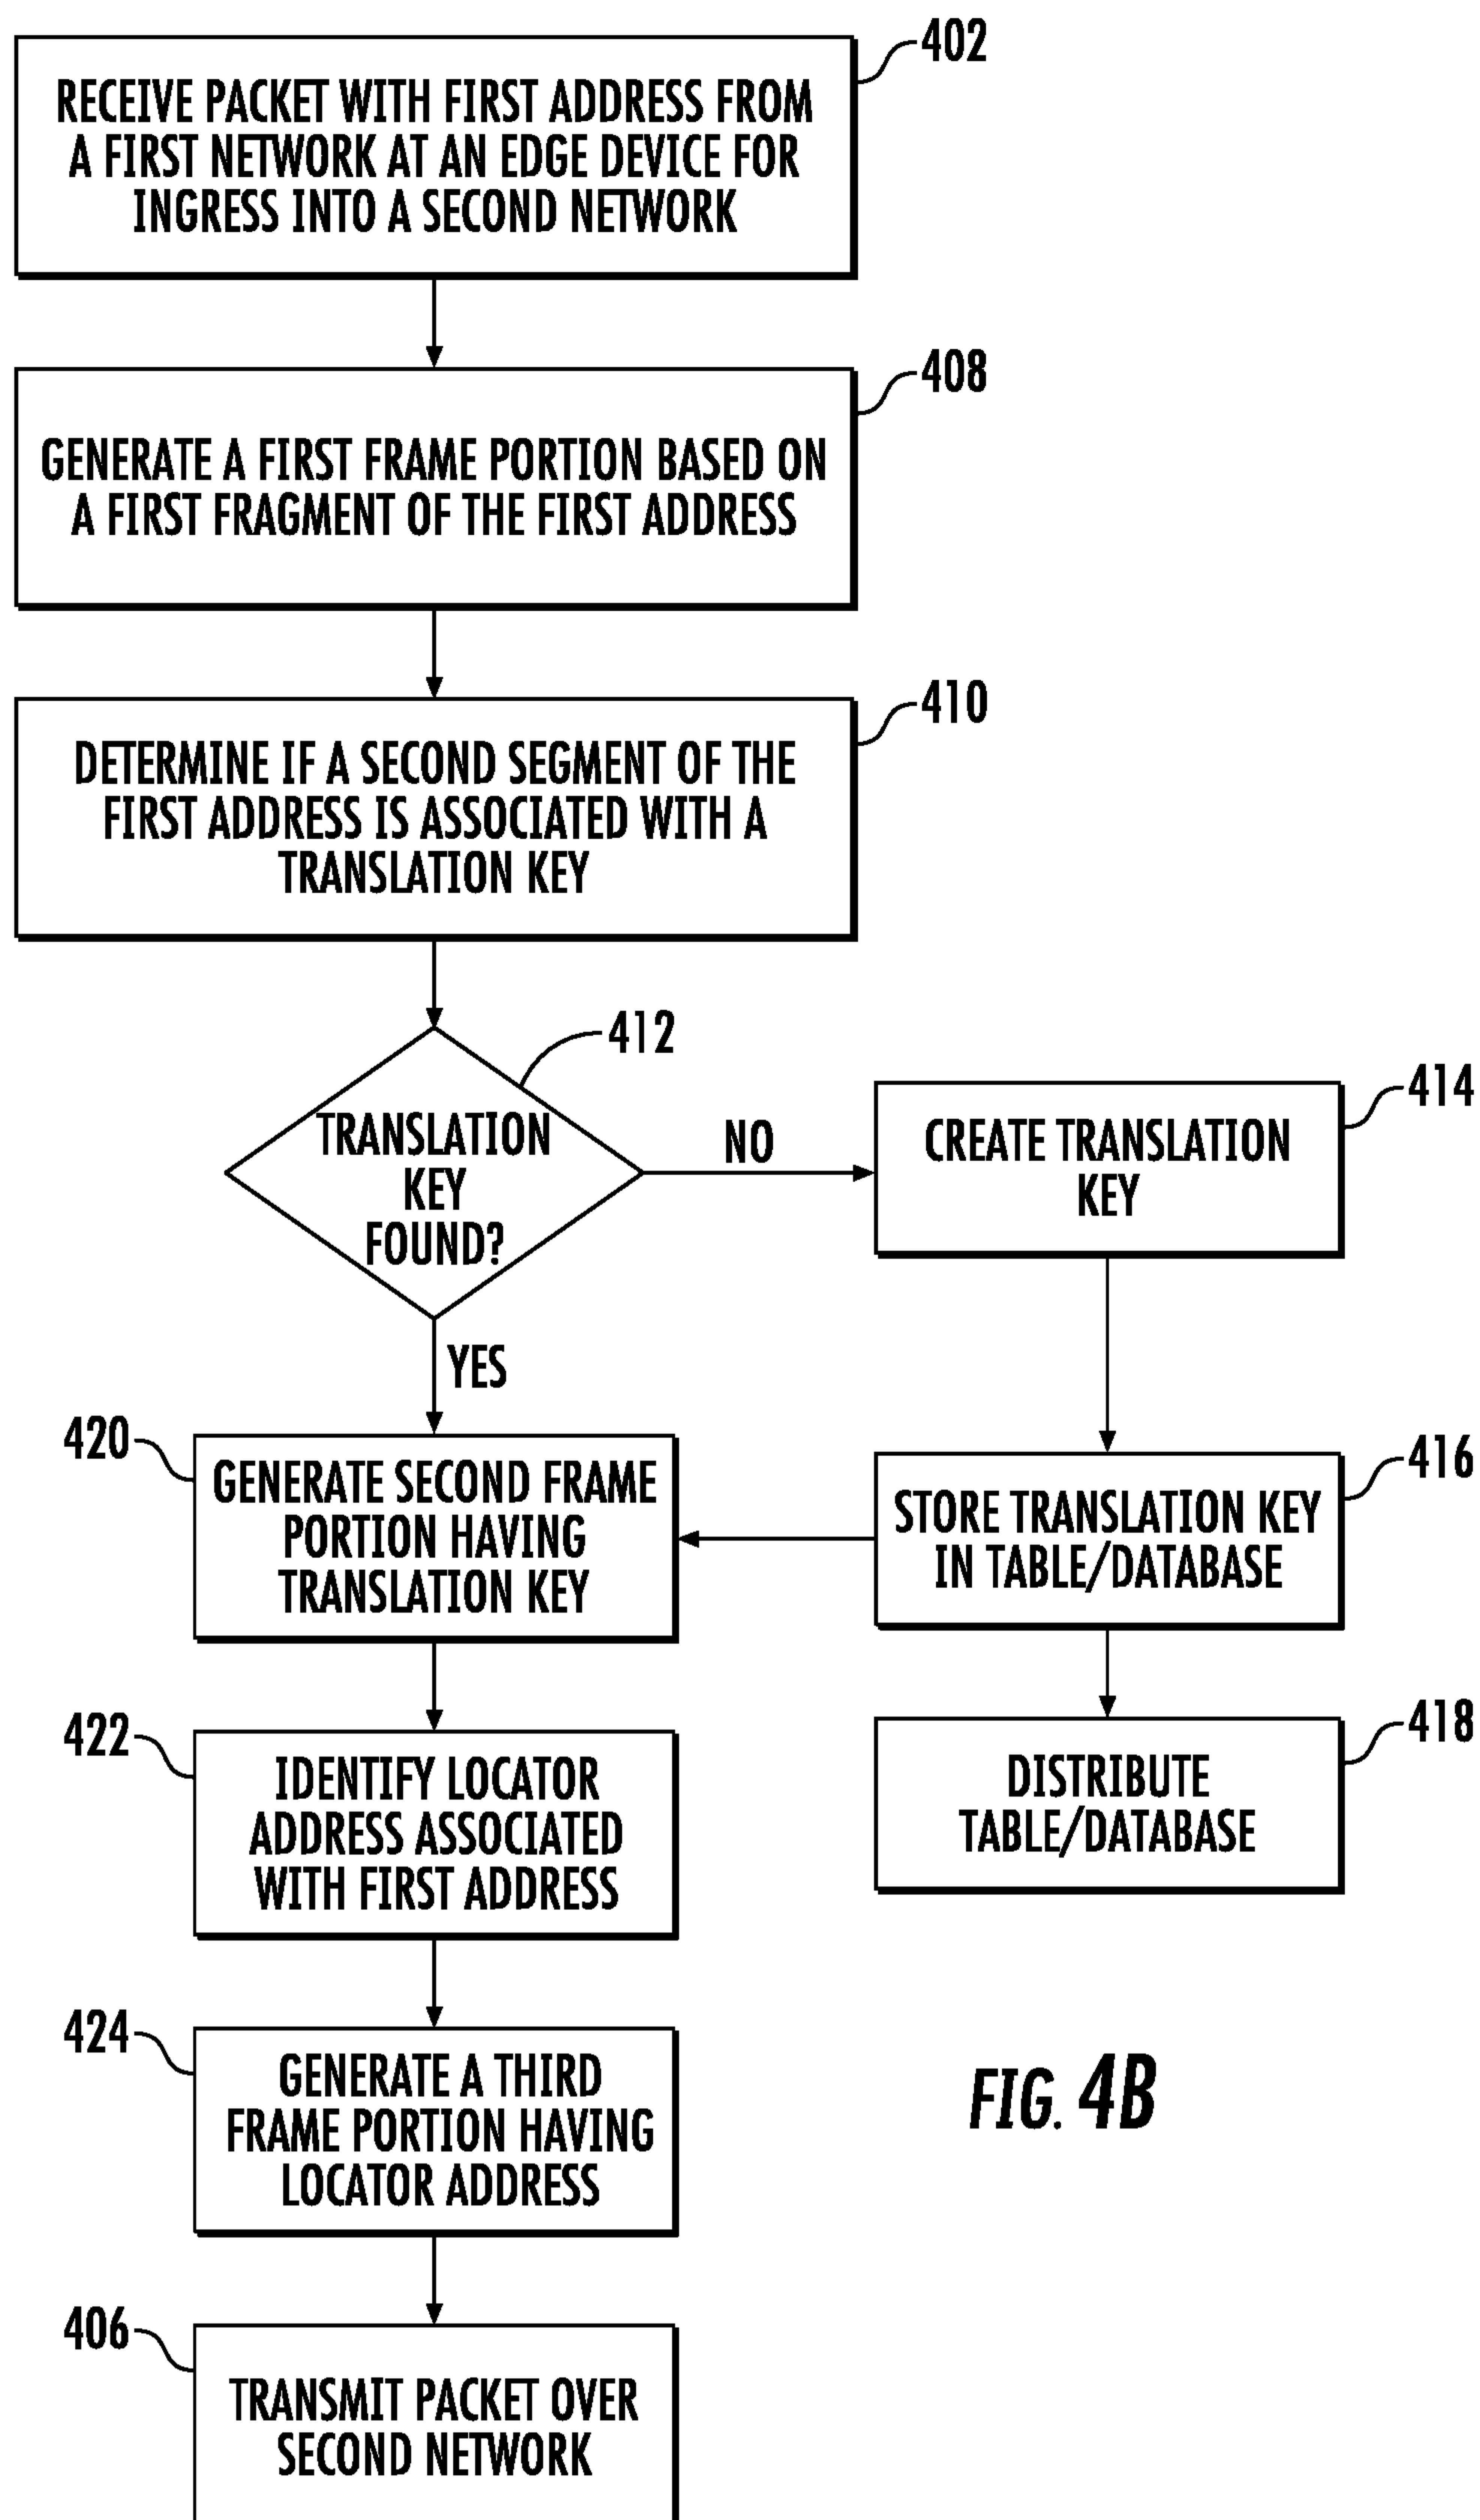 402
RECEIVE PACKET WITH FIRST ADDRESS FROM
A FIRST NETWORK AT AN EDGE DEVICE FOR
INGRESS INTO A SECOND NETWORK
408
GENERATE A FIRST FRAME PORTION BASED ON
A FIRST FRAGMENT OF THE FIRST ADDRESS
410
DETERMINE IF A SECOND SEGMENT OF THE
FIRST ADDRESS IS ASSOCIATED WITH A
TRANSLATION KEY
412
TRANSLATION
KEY
FOUND?
NO
414
CREATE TRANSLATION
KEY
YES
416
STORE TRANSLATION KEY
IN TABLE/DATABASE
418
DISTRIBUTE
TABLE/DATABASE
420
GENERATE SECOND FRAME
PORTION HAVING
TRANSLATION KEY
422
IDENTIFY LOCATOR
ADDRESS ASSOCIATED
WITH FIRST ADDRESS
424
GENERATE A THIRD
FRAME PORTION HAVING
LOCATOR ADDRESS
406
TRANSMIT PACKET OVER
SECOND NETWORK
FIG. 4B